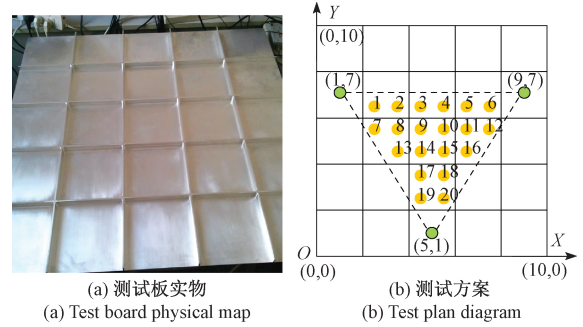 Y
(0,10)
(1,7)
(9,7)
1 2 3 4 5 6
7 8 9 10 11 12
13 14 15 16
17 18
19 20
(5,1)
O
X
(0,0)
(10,0)
(a) 测试板实物
(a) Test board physical map
(b) 测试方案
(b) Test plan diagram